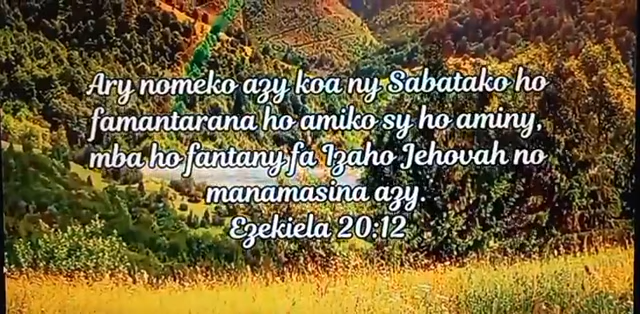 Ary nomeko azy koa ny Sabatako ho
famantarana ho amiko sy ho aminy,
mba ho fantany fa Izaho Jehovah no
manamasina azy.
Ezekiela 20:12